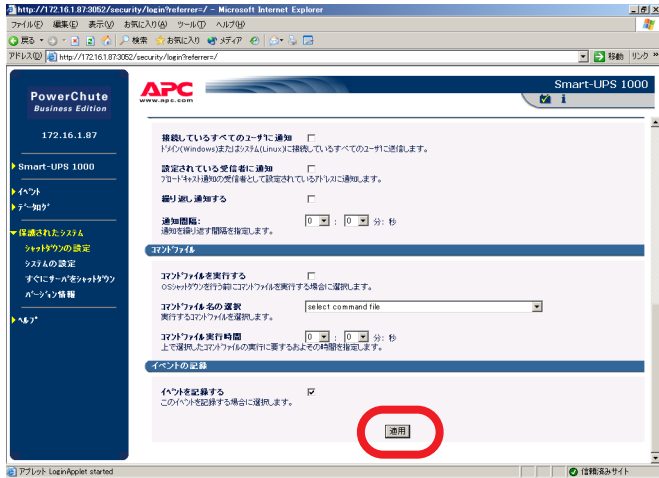 http://172.16.1.87:3052/security/login?referrer=/ - Microsoft Internet Explorer
ファイル(F) 編集(E) 表示(V) お気に入り(A) ツール(T) ヘルプ(H)
戻る 検索 お気に入り メディア
アドレス(D) http://172.16.1.87:3052/security/login?referrer=/ 移動 リンク »
PowerChute
Business Edition
172.16.1.87
Smart-UPS 1000
イベント
データログ
保護されたシステム
シャットダウンの設定
システムの設定
すぐにサーバをシャットダウン
バージョン情報
ヘルプ
APC
www.apc.com
Smart-UPS 1000
i
接続しているすべてのユーザに通知
ドメイン(Windows)またはシステム(Linux)に接続しているすべてのユーザに送信します。
設定されている受信者に通知
ブロードキャスト通知の受信者として設定されているアドレスに通知します。
繰り返し通知する
通知間隔: 0 : 0 分: 秒
通知を繰り返す間隔を指定します。
コマンドファイル
コマンドファイルを実行する
OSシャットダウンを行う前にコマンドファイルを実行する場合に選択します。
コマンドファイル名の選択 select command file
実行するコマンドファイルを選択します。
コマンドファイル実行時間 0 : 0 分: 秒
上で選択したコマンドファイルの実行に要するおよその時間を指定します。
イベントの記録
イベントを記録する
このイベントを記録する場合に選択します。
適用
アプレット LoginApplet started
信頼済みサイト